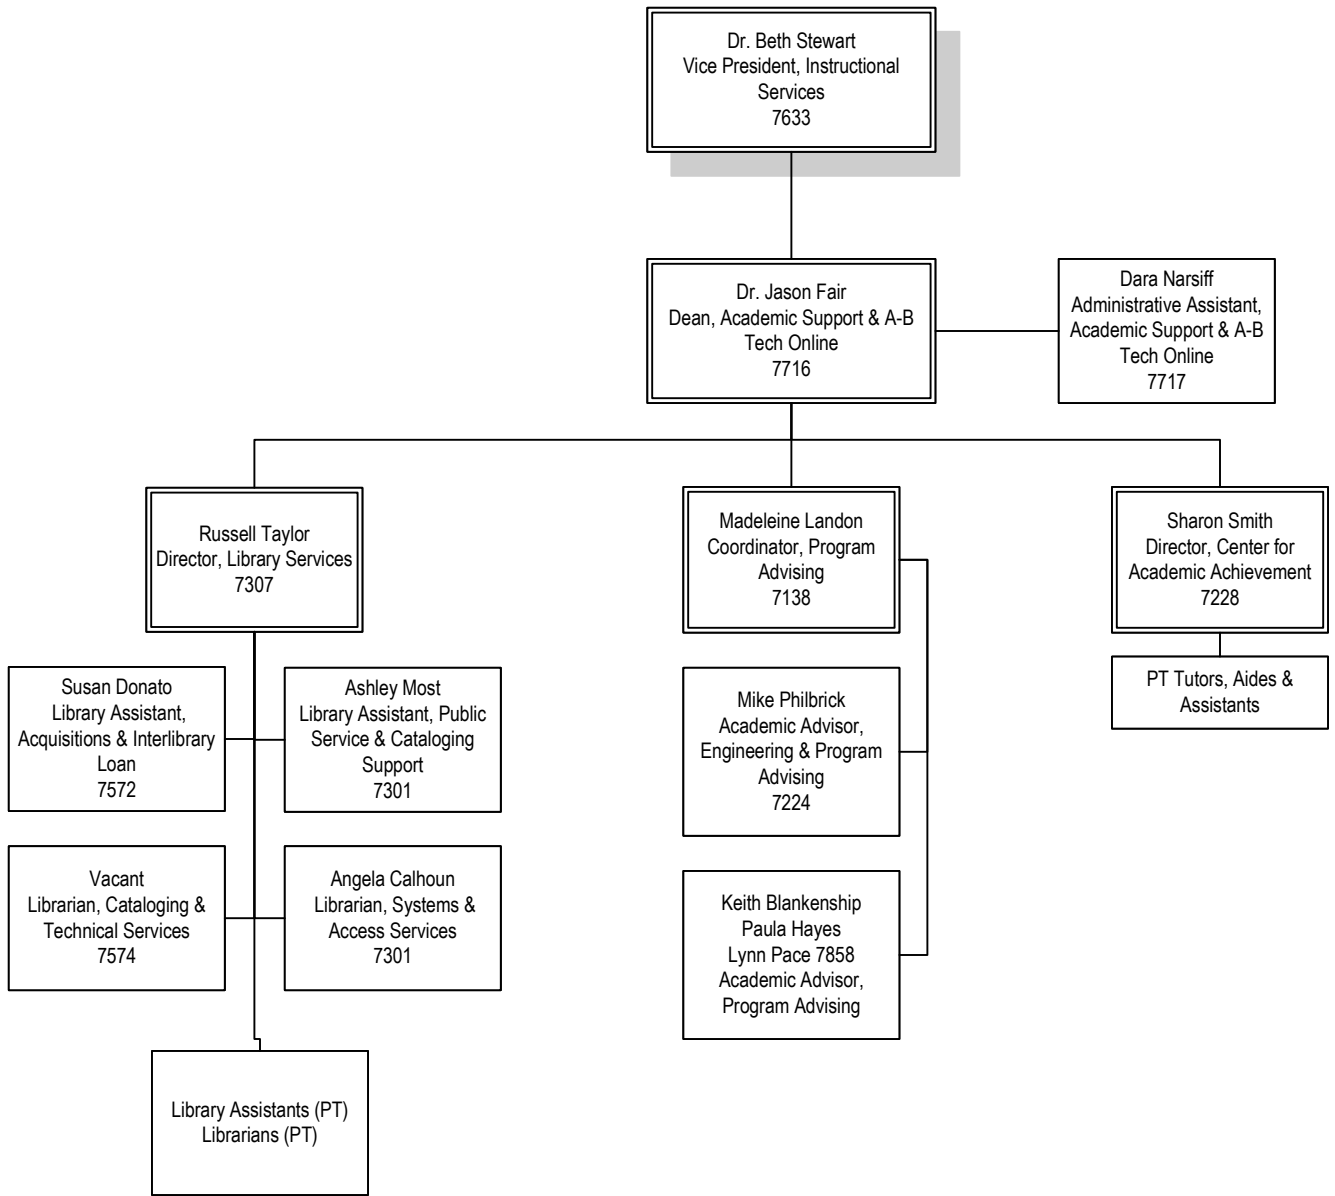 Dr. Beth Stewart
Vice President, Instructional
Services
7633
Dr. Jason Fair
Dean, Academic Support & A-B
Tech Online
7716
Dara Narsiff
Administrative Assistant,
Academic Support & A-B
Tech Online
7717
Russell Taylor
Director, Library Services
7307
Madeleine Landon
Coordinator, Program
Advising
7138
Sharon Smith
Director, Center for
Academic Achievement
7228
Susan Donato
Library Assistant,
Acquisitions & Interlibrary
Loan
7572
Ashley Most
Library Assistant, Public
Service & Cataloging
Support
7301
Mike Philbrick
Academic Advisor,
Engineering & Program
Advising
7224
PT Tutors, Aides &
Assistants
Vacant
Librarian, Cataloging &
Technical Services
7574
Angela Calhoun
Librarian, Systems &
Access Services
7301
Keith Blankenship
Paula Hayes
Lynn Pace 7858
Academic Advisor,
Program Advising
Library Assistants (PT)
Librarians (PT)